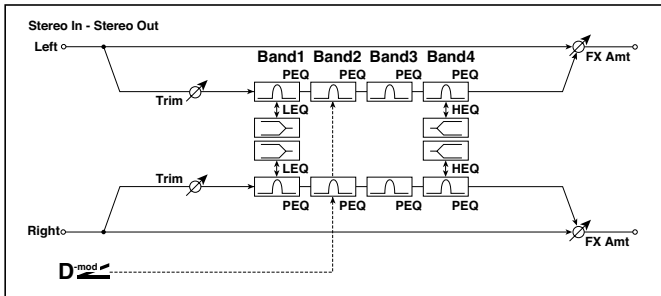 Stereo In - Stereo Out
Left
Band1 Band2 Band3 Band4
FX Amt
PEQ PEQ PEQ PEQ
Trim
LEQ HEQ
LEQ HEQ
Trim
PEQ PEQ PEQ PEQ
Right
FX Amt
D-mod